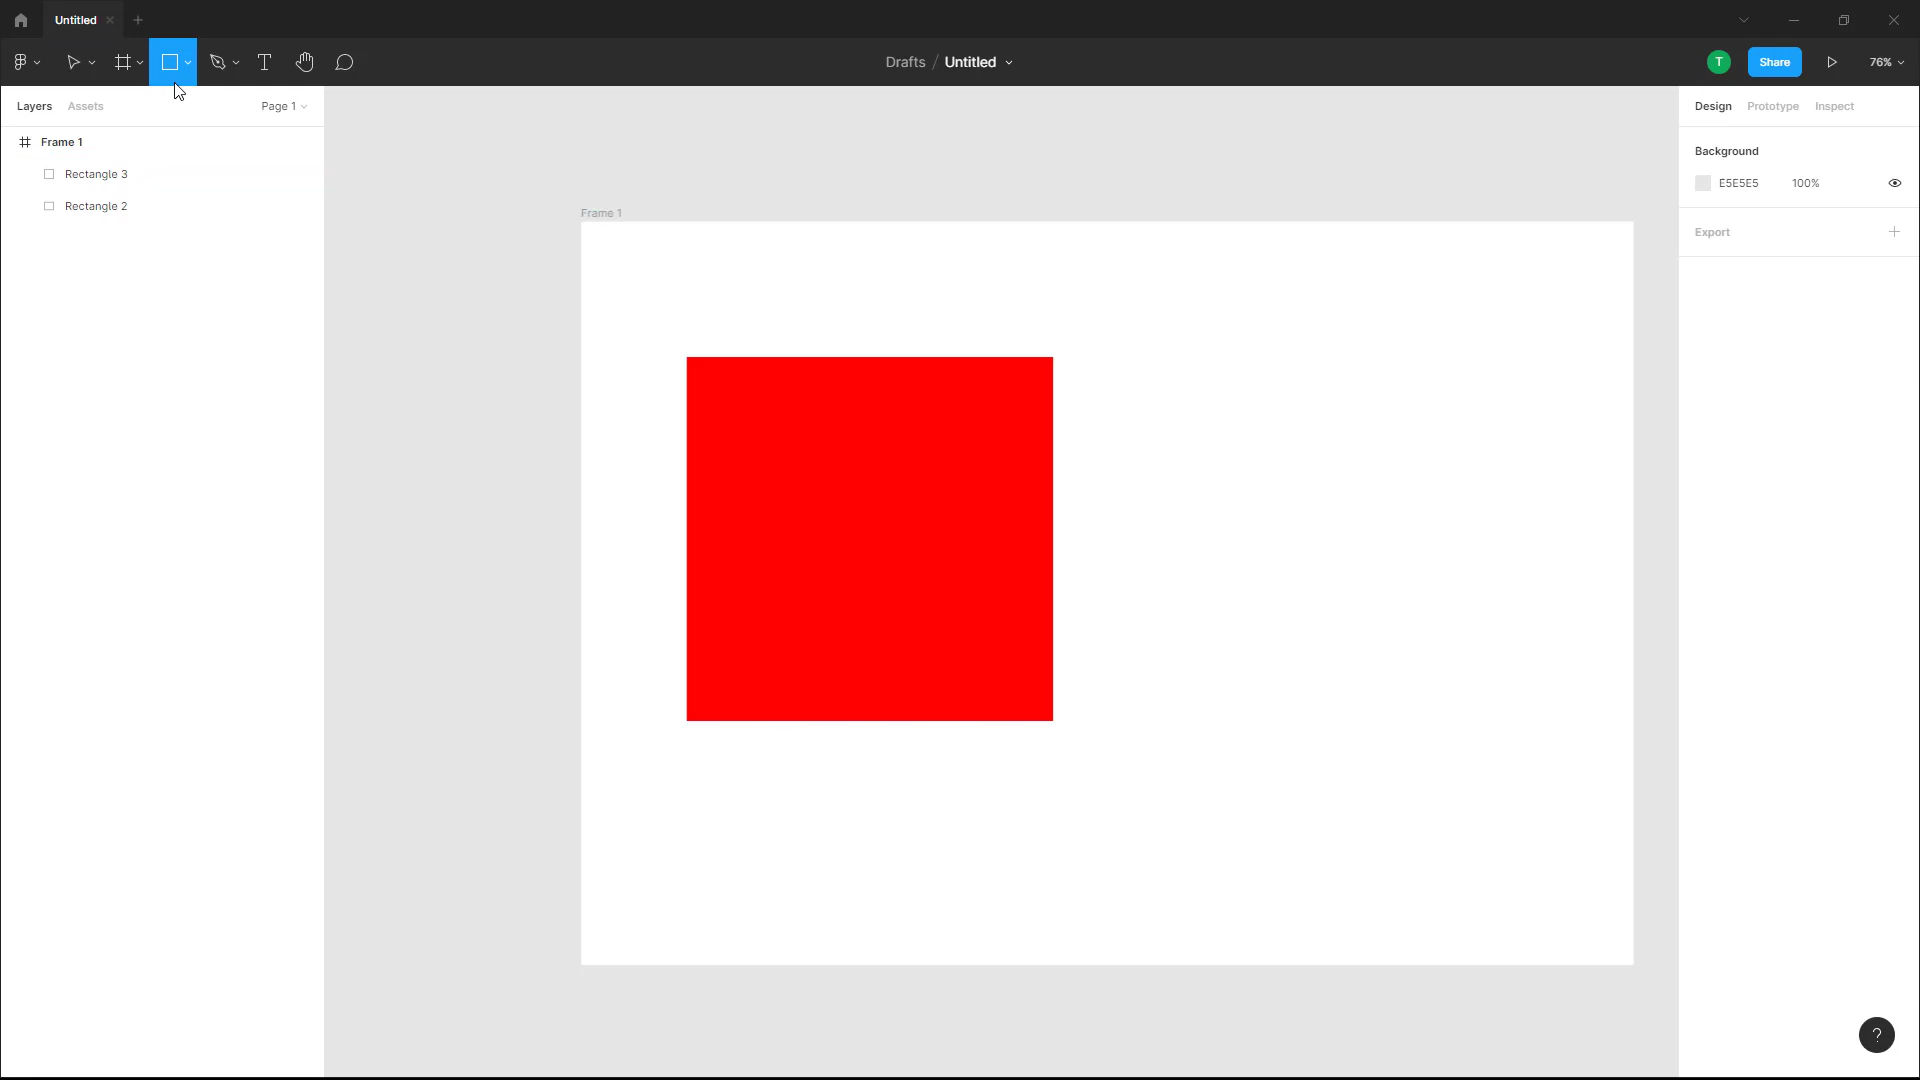 Untitled
Drafts / Untitled
T
Share
76%
Layers
Assets
Page 1
Design
Prototype
Inspect
Frame 1
Rectangle 3
Rectangle 2
Frame 1
Background
E5E5E5
100%
Export
?